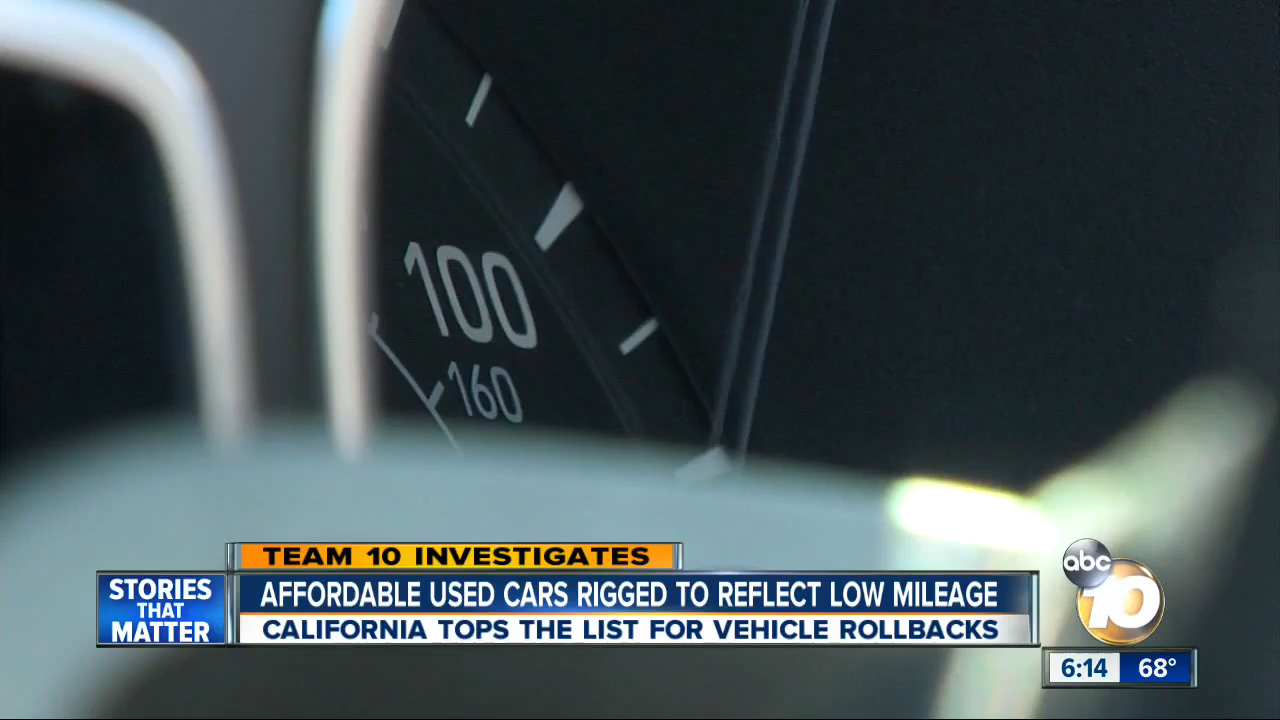 100
160
TEAM 10 INVESTIGATES
STORIES
THAT
MATTER
AFFORDABLE USED CARS RIGGED TO REFLECT LOW MILEAGE
CALIFORNIA TOPS THE LIST FOR VEHICLE ROLLBACKS
abc
10
6:14 68°